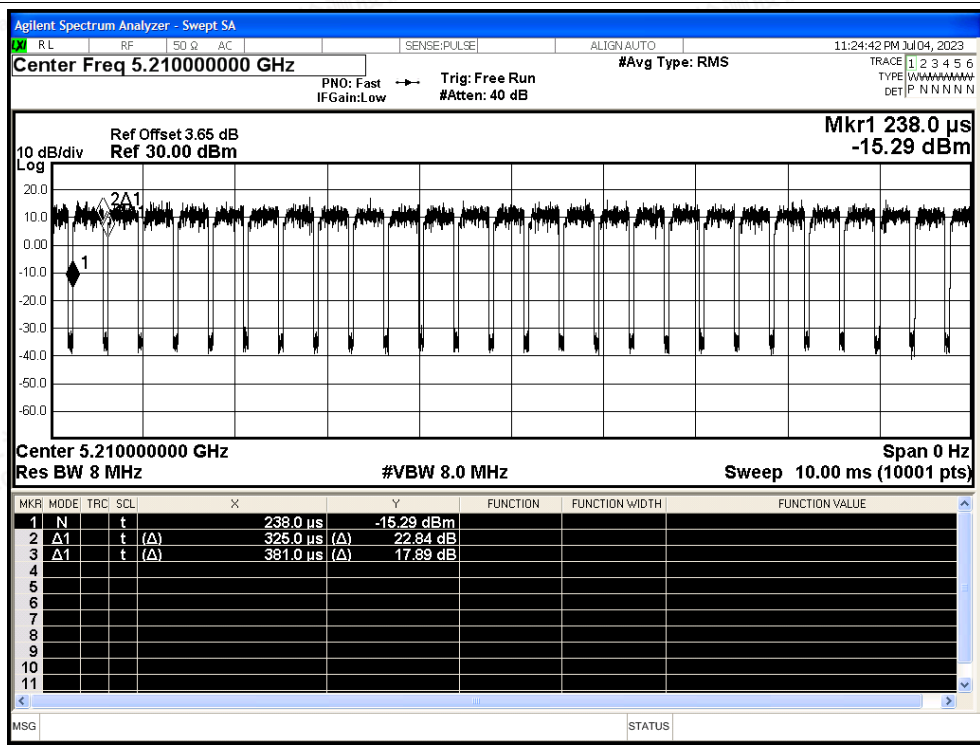 Agilent Spectrum Analyzer - Swept SA
LXI RL RF 50 Ω AC SENSE:PULSE ALIGN AUTO 11:24:42 PM Jul 04, 2023
Center Freq 5.210000000 GHz
PNO: Fast
IFGain:Low
Trig: Free Run
#Atten: 40 dB
#Avg Type: RMS
TRACE 1 2 3 4 5 6
TYPE WWWWWW
DET P N N N N N
Ref Offset 3.65 dB
10 dB/div Ref 30.00 dBm
Log
Mkr1 238.0 µs
-15.29 dBm
20.0
10.0
0.00
-10.0
-20.0
-30.0
-40.0
-50.0
-60.0
2Δ1
1
Center 5.210000000 GHz Span 0 Hz
Res BW 8 MHz #VBW 8.0 MHz Sweep 10.00 ms (10001 pts)
MKR MODE TRC SCL X Y FUNCTION FUNCTION WIDTH FUNCTION VALUE
1 N t 238.0 µs -15.29 dBm
2 Δ1 t (Δ) 325.0 µs (Δ) 22.84 dB
3 Δ1 t (Δ) 381.0 µs (Δ) 17.89 dB
4
5
6
7
8
9
10
11
MSG STATUS